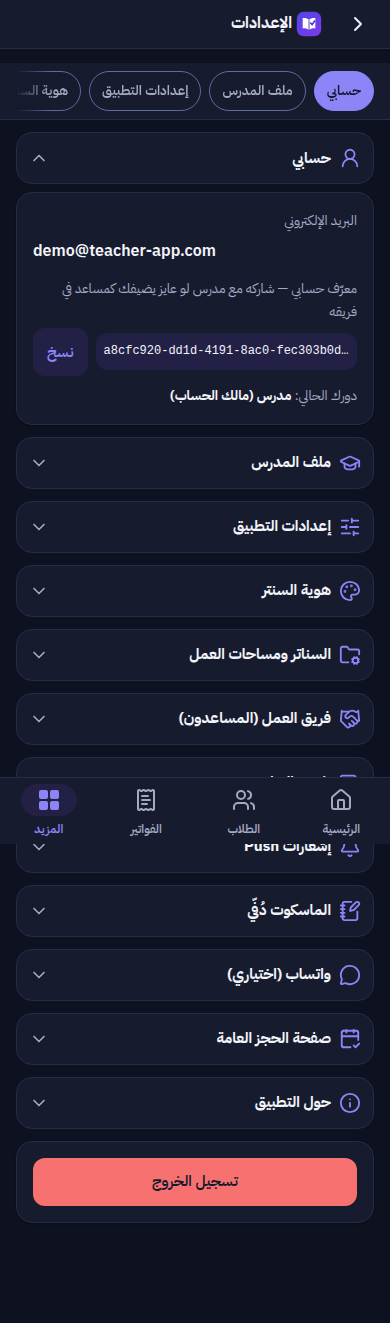 الإعدادات
حسابي
ملف المدرس
إعدادات التطبيق
هوية
حسابي
البريد الإلكتروني
demo@teacher-app.com
معرّف حسابي — شاركه مع مدرس لو عايز يضيفك كمساعد في
فريقه
a8cfc920-dd1d-4191-8ac0-fec303b0d…
نسخ
دورك الحالي: مدرس (مالك الحساب)
ملف المدرس
إعدادات التطبيق
هوية السنتر
السناتر ومساحات العمل
فريق العمل (المساعدون)
الرئيسية
الطلاب
الفواتير
المزيد
إشعارات Push
الماسكوت دُفّي
واتساب (اختياري)
صفحة الحجز العامة
حول التطبيق
تسجيل الخروج